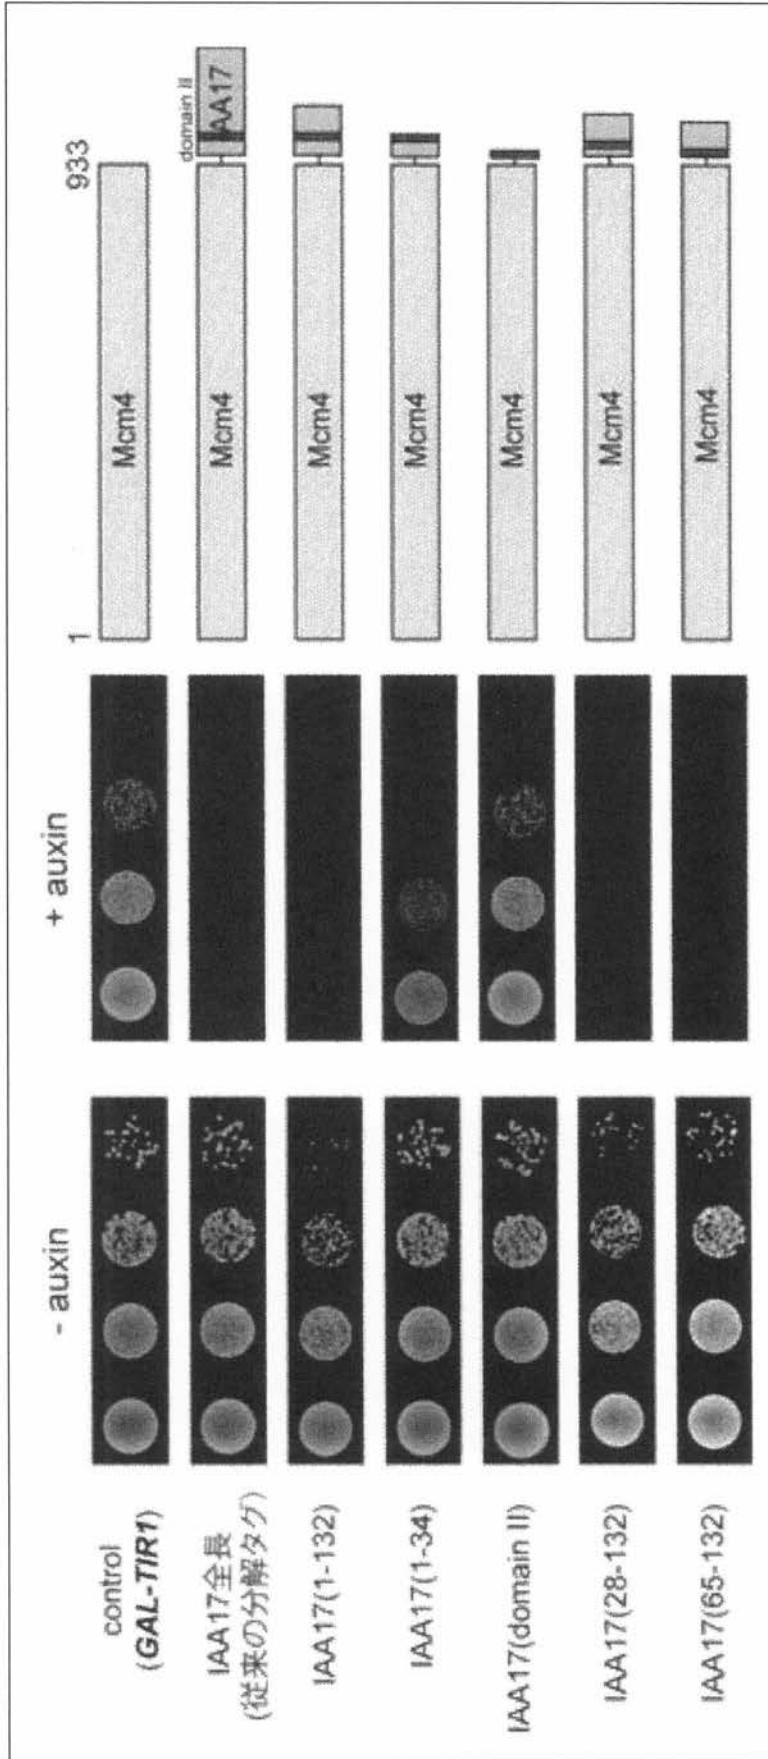 - auxin
+ auxin
1
933
control
(GAL-TIR1)
Mcm4
IAA17全長
(従来の分解タグ)
Mcm4
domain II
AA17
IAA17(1-132)
Mcm4
IAA17(1-34)
Mcm4
IAA17(domain II)
Mcm4
IAA17(28-132)
Mcm4
IAA17(65-132)
Mcm4